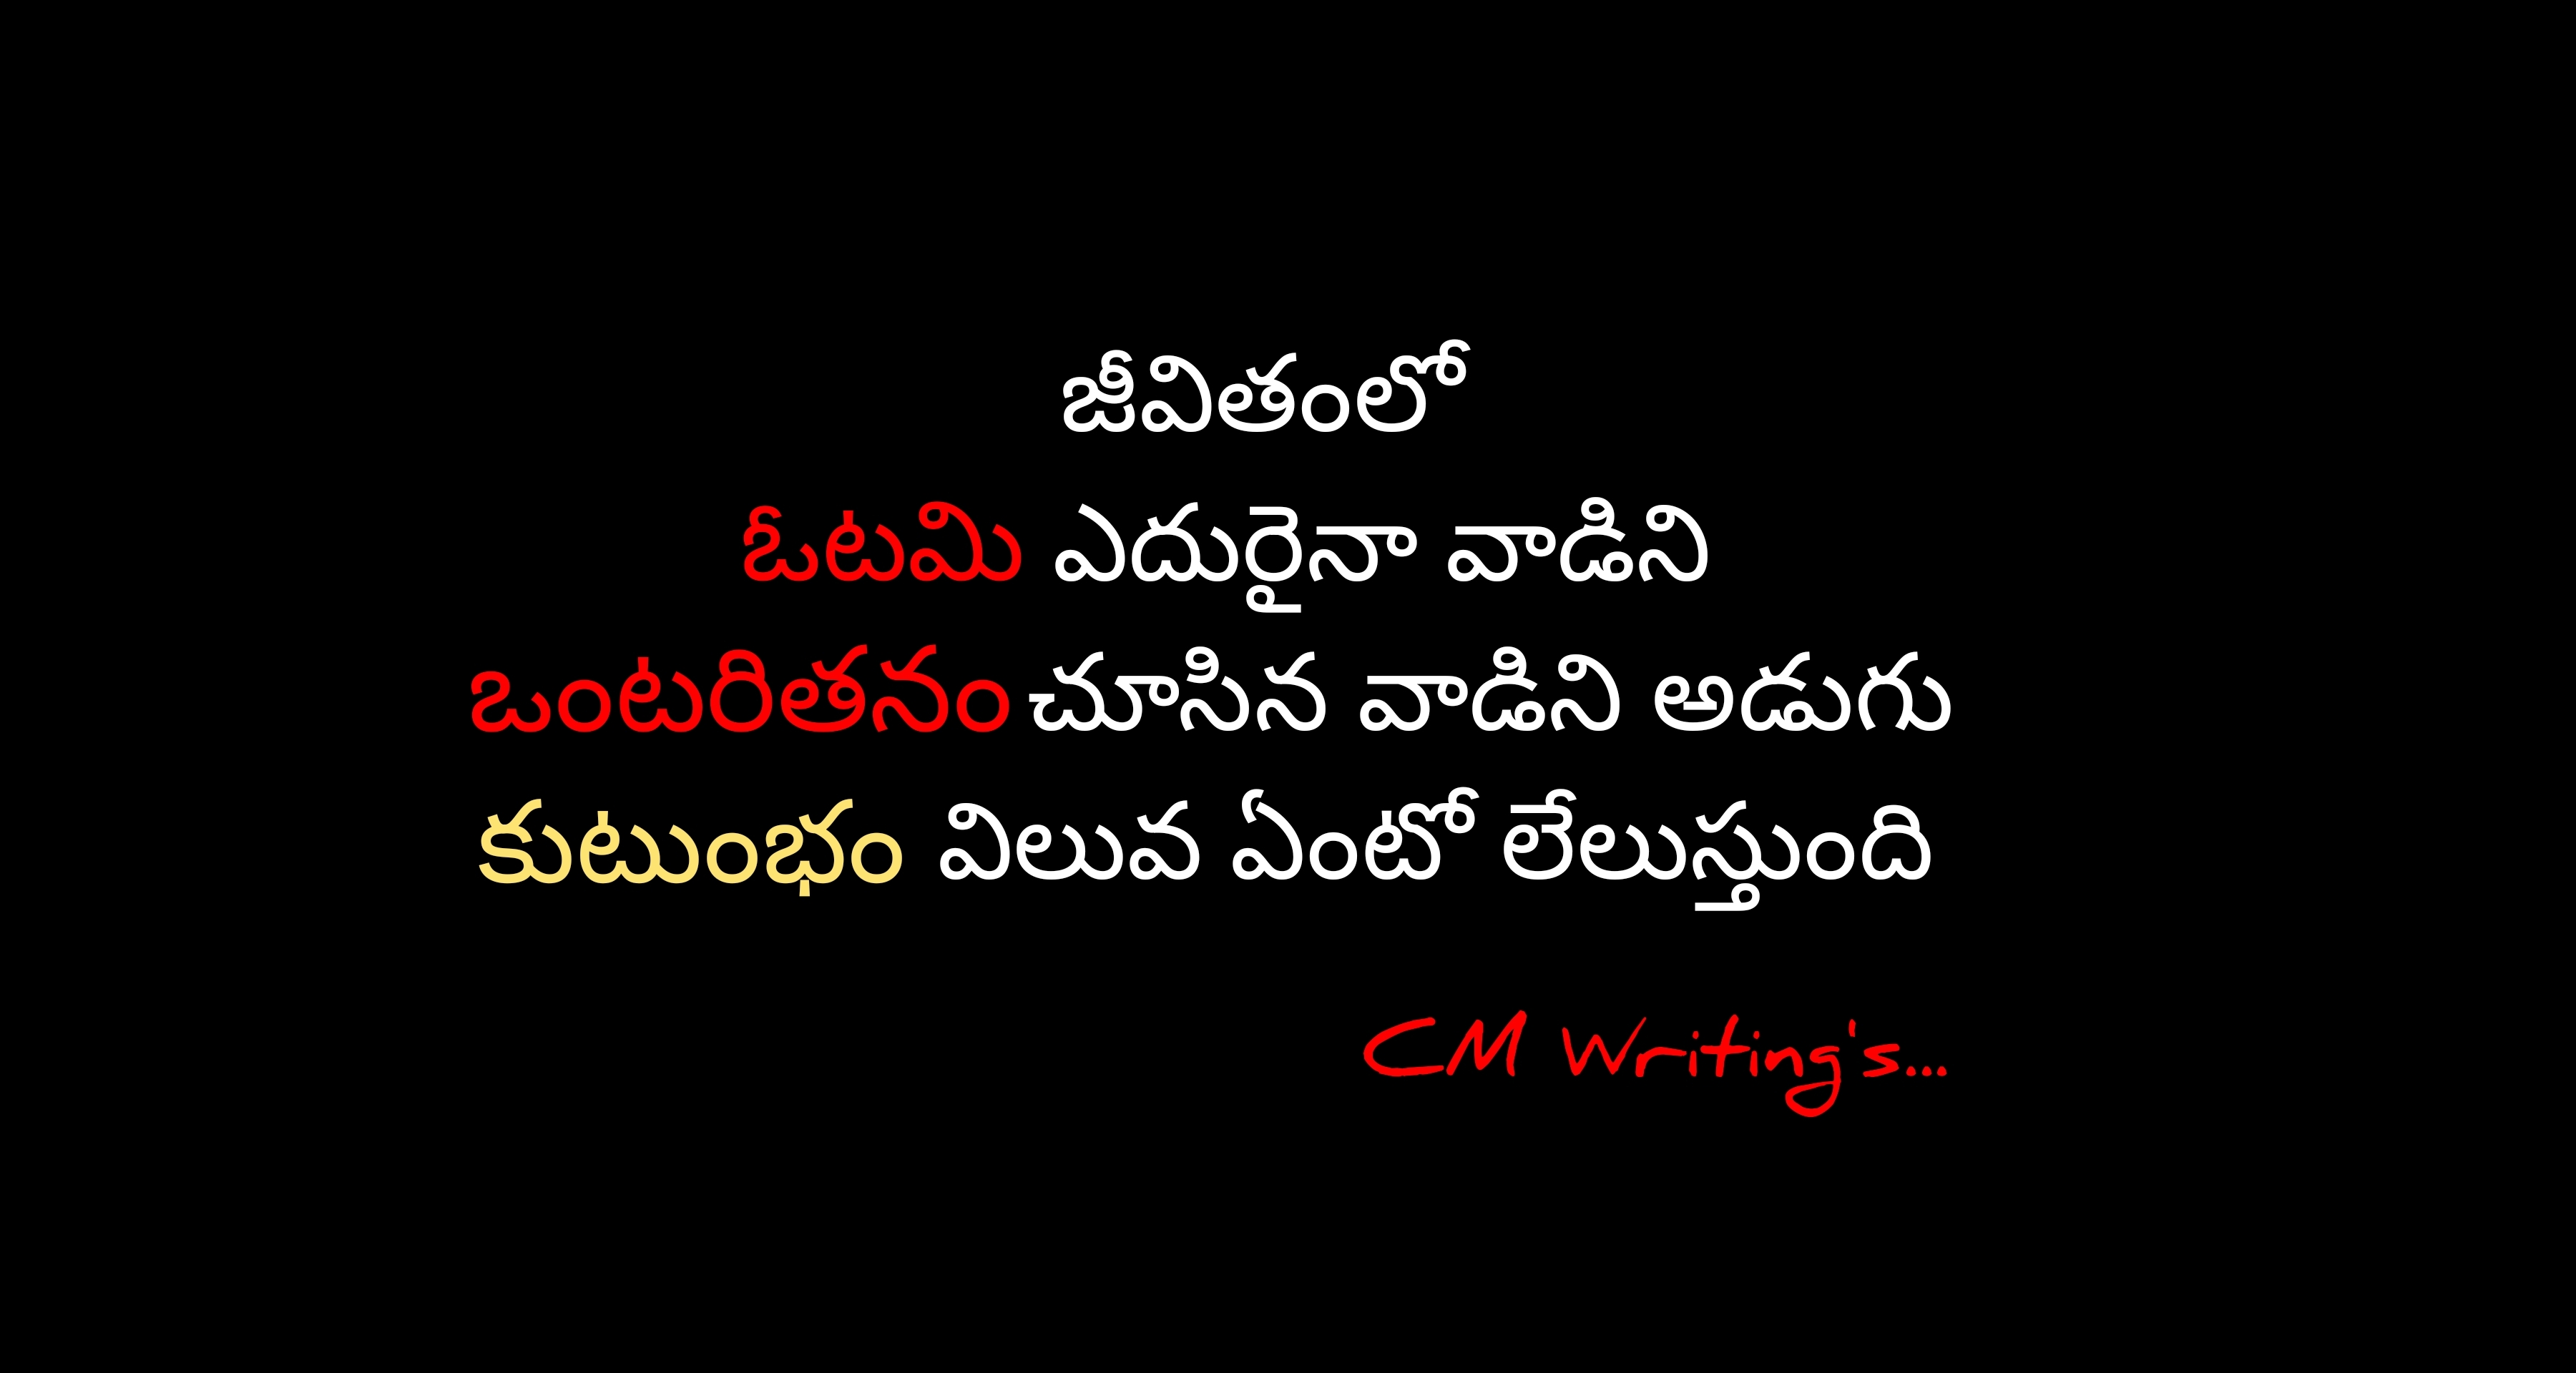 జీవితంలో
ఓటమి ఎదురైనా వాడిని
ఒంటరితనం చూసిన వాడిని అడుగు
కుటుంభం విలువ ఏంటో లేలుస్తుంది
CM Writing's...